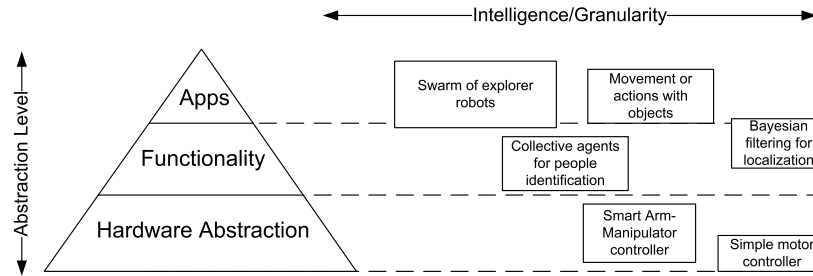 Intelligence/Granularity
Abstraction Level
Apps
Functionality
Hardware Abstraction
Swarm of explorer
robots
Movement or
actions with
objects
Bayesian
filtering for
localization
Collective agents
for people
identification
Smart Arm-
Manipulator
controller
Simple motor
controller